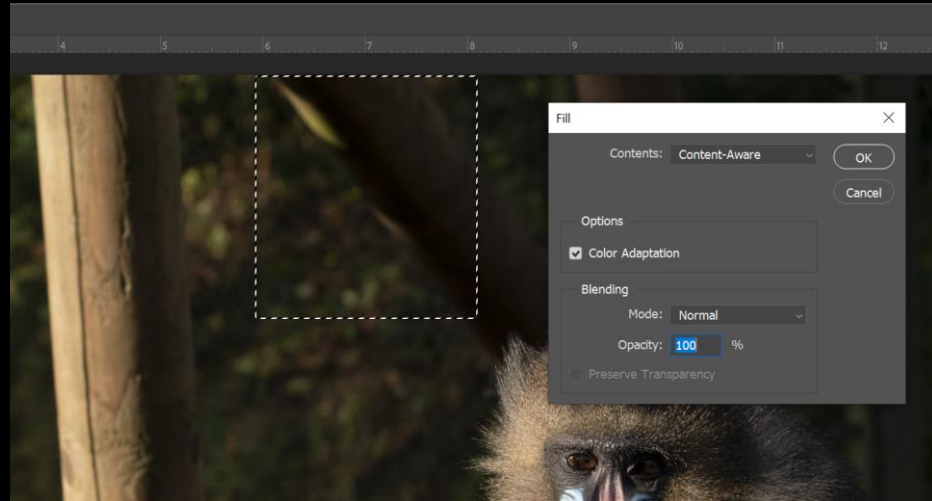 4 5 6 7 8 9 10 11 12
Fill
Contents: Content-Aware
OK
Cancel
Options
Color Adaptation
Blending
Mode: Normal
Opacity: 100 %
Preserve Transparency